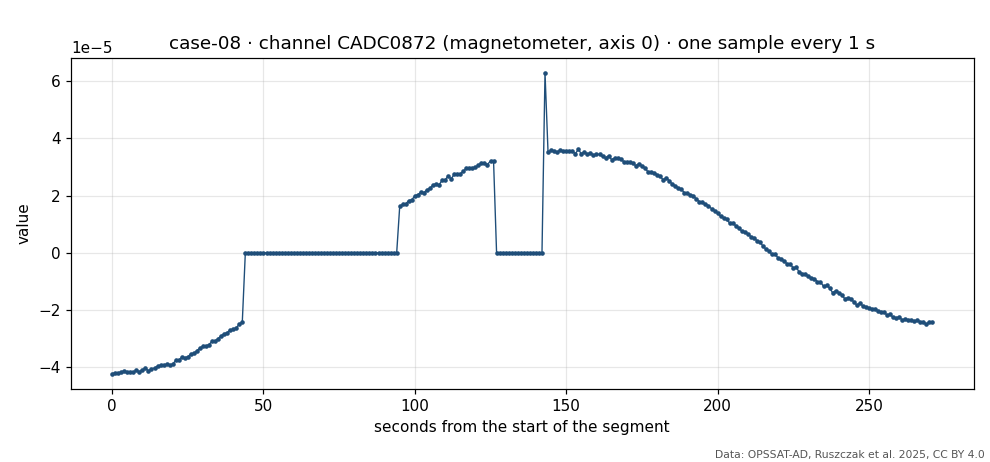 case-08 · channel CADC0872 (magnetometer, axis 0) · one sample every 1 s
1e−5
6
4
2
0
−2
−4
value
0 50 100 150 200 250
seconds from the start of the segment
Data: OPSSAT-AD, Ruszczak et al. 2025, CC BY 4.0